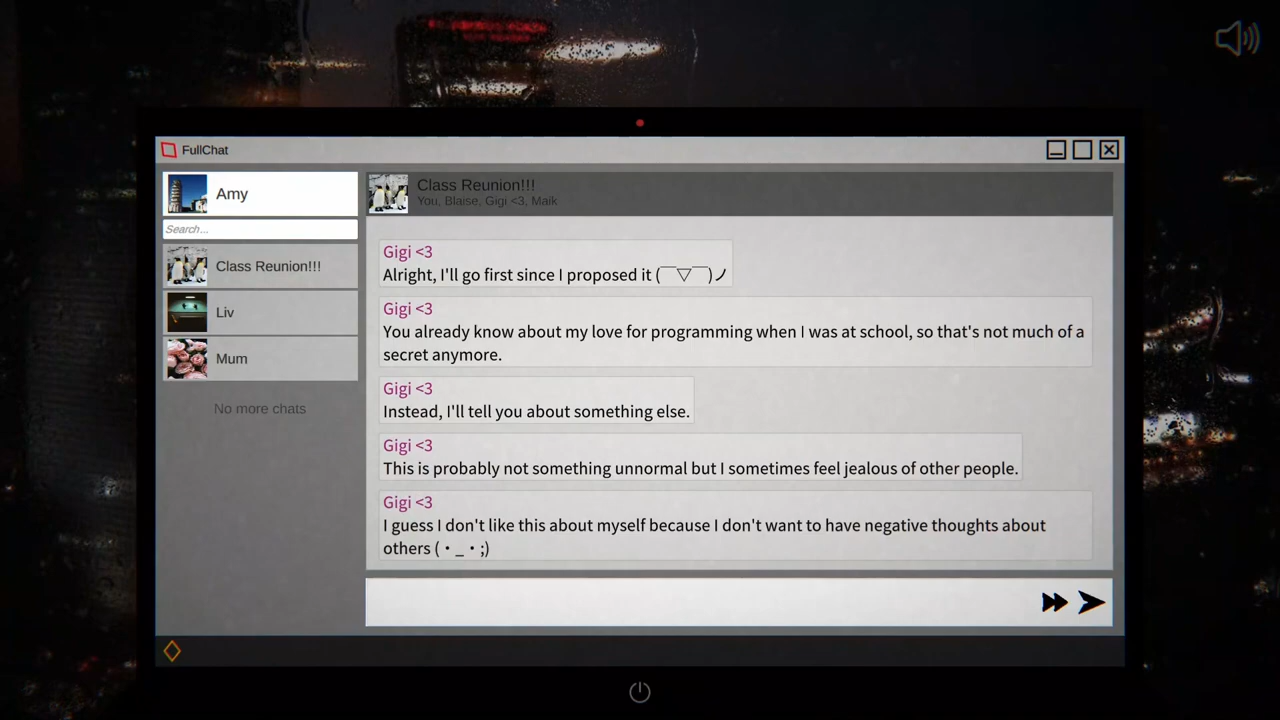 FullChat
Amy
Search...
Class Reunion!!!
Liv
Mum
No more chats
Class Reunion!!!
You, Blaise, Gigi <3, Maik
Gigi <3
Alright, I'll go first since I proposed it (￣▽￣)ノ
Gigi <3
You already know about my love for programming when I was at school, so that's not much of a
secret anymore.
Gigi <3
Instead, I'll tell you about something else.
Gigi <3
This is probably not something unnormal but I sometimes feel jealous of other people.
Gigi <3
I guess I don't like this about myself because I don't want to have negative thoughts about
others (・_・;)